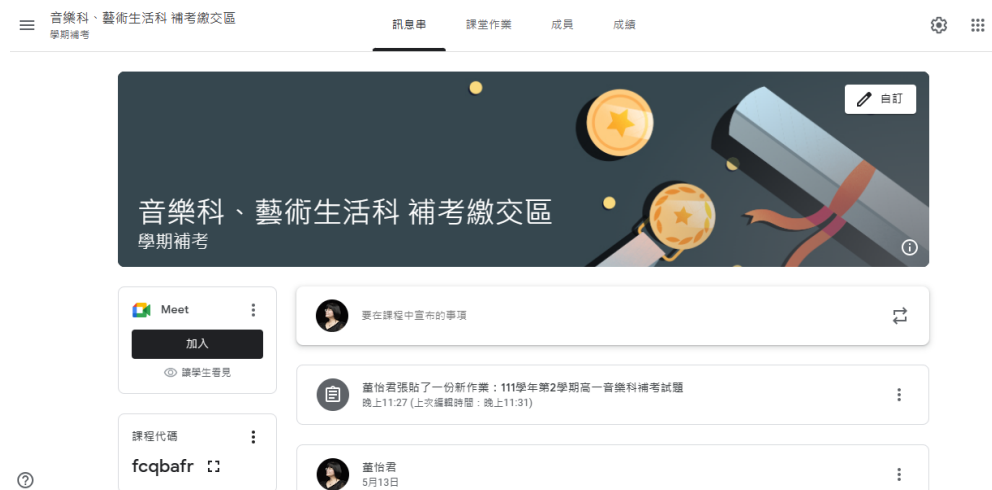 音樂科、藝術生活科 補考繳交區
學期補考
訊息串
課堂作業
成員
成績
自訂
音樂科、藝術生活科 補考繳交區
學期補考
Meet
加入
讓學生看見
要在課程中宣布的事項
董怡君張貼了一份新作業：111學年第2學期高一音樂科補考試題
晚上11:27 (上次編輯時間：晚上11:31)
課程代碼
fcqbafr
董怡君
5月13日